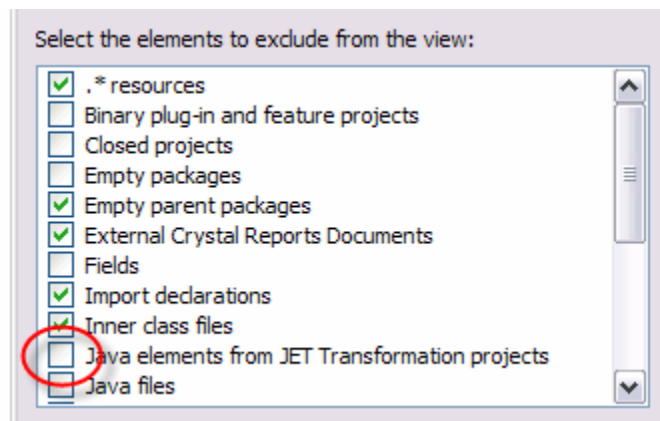 Select the elements to exclude from the view:
.* resources
Binary plug-in and feature projects
Closed projects
Empty packages
Empty parent packages
External Crystal Reports Documents
Fields
Import declarations
Inner class files
Java elements from JET Transformation projects
Java files